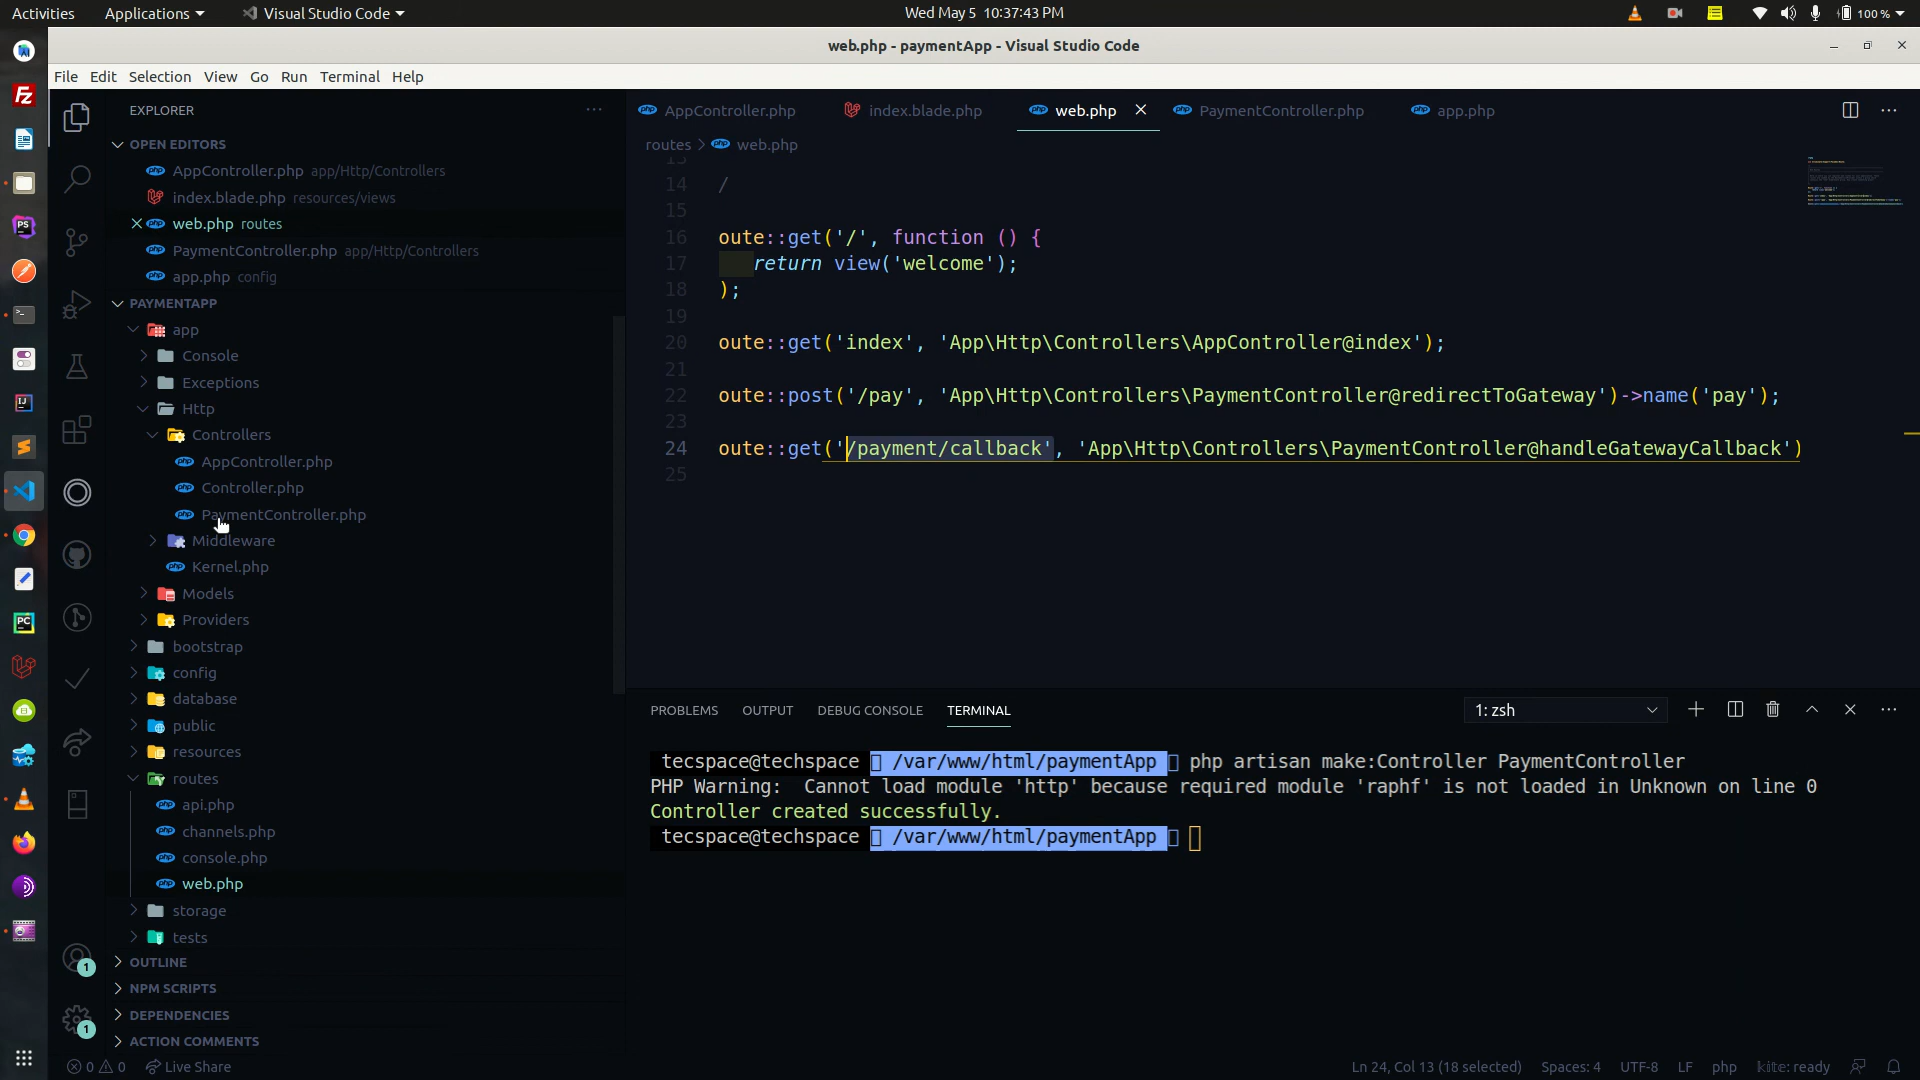 Activities Applications Visual Studio Code Wed May 5 10:37:43 PM 100 %
web.php - paymentApp - Visual Studio Code
File Edit Selection View Go Run Terminal Help
EXPLORER
OPEN EDITORS
AppController.php app/Http/Controllers
index.blade.php resources/views
web.php routes
PaymentController.php app/Http/Controllers
app.php config
PAYMENTAPP
app
Console
Exceptions
Http
Controllers
AppController.php
Controller.php
PaymentController.php
Middleware
Kernel.php
Models
Providers
bootstrap
config
database
public
resources
routes
api.php
channels.php
console.php
web.php
storage
tests
OUTLINE
NPM SCRIPTS
DEPENDENCIES
ACTION COMMENTS
AppController.php index.blade.php web.php PaymentController.php app.php
routes > web.php
13
14 /
15
16 oute::get('/', function () {
17 return view('welcome');
18 );
19
20 oute::get('index', 'App\Http\Controllers\AppController@index');
21
22 oute::post('/pay', 'App\Http\Controllers\PaymentController@redirectToGateway')->name('pay');
23
24 oute::get('/payment/callback', 'App\Http\Controllers\PaymentController@handleGatewayCallback')
25
PROBLEMS OUTPUT DEBUG CONSOLE TERMINAL 1: zsh
tecspace@techspace /var/www/html/paymentApp php artisan make:Controller PaymentController
PHP Warning:  Cannot load module 'http' because required module 'raphf' is not loaded in Unknown on line 0
Controller created successfully.
tecspace@techspace /var/www/html/paymentApp
0 0 Live Share Ln 24, Col 13 (18 selected) Spaces: 4 UTF-8 LF php kite: ready